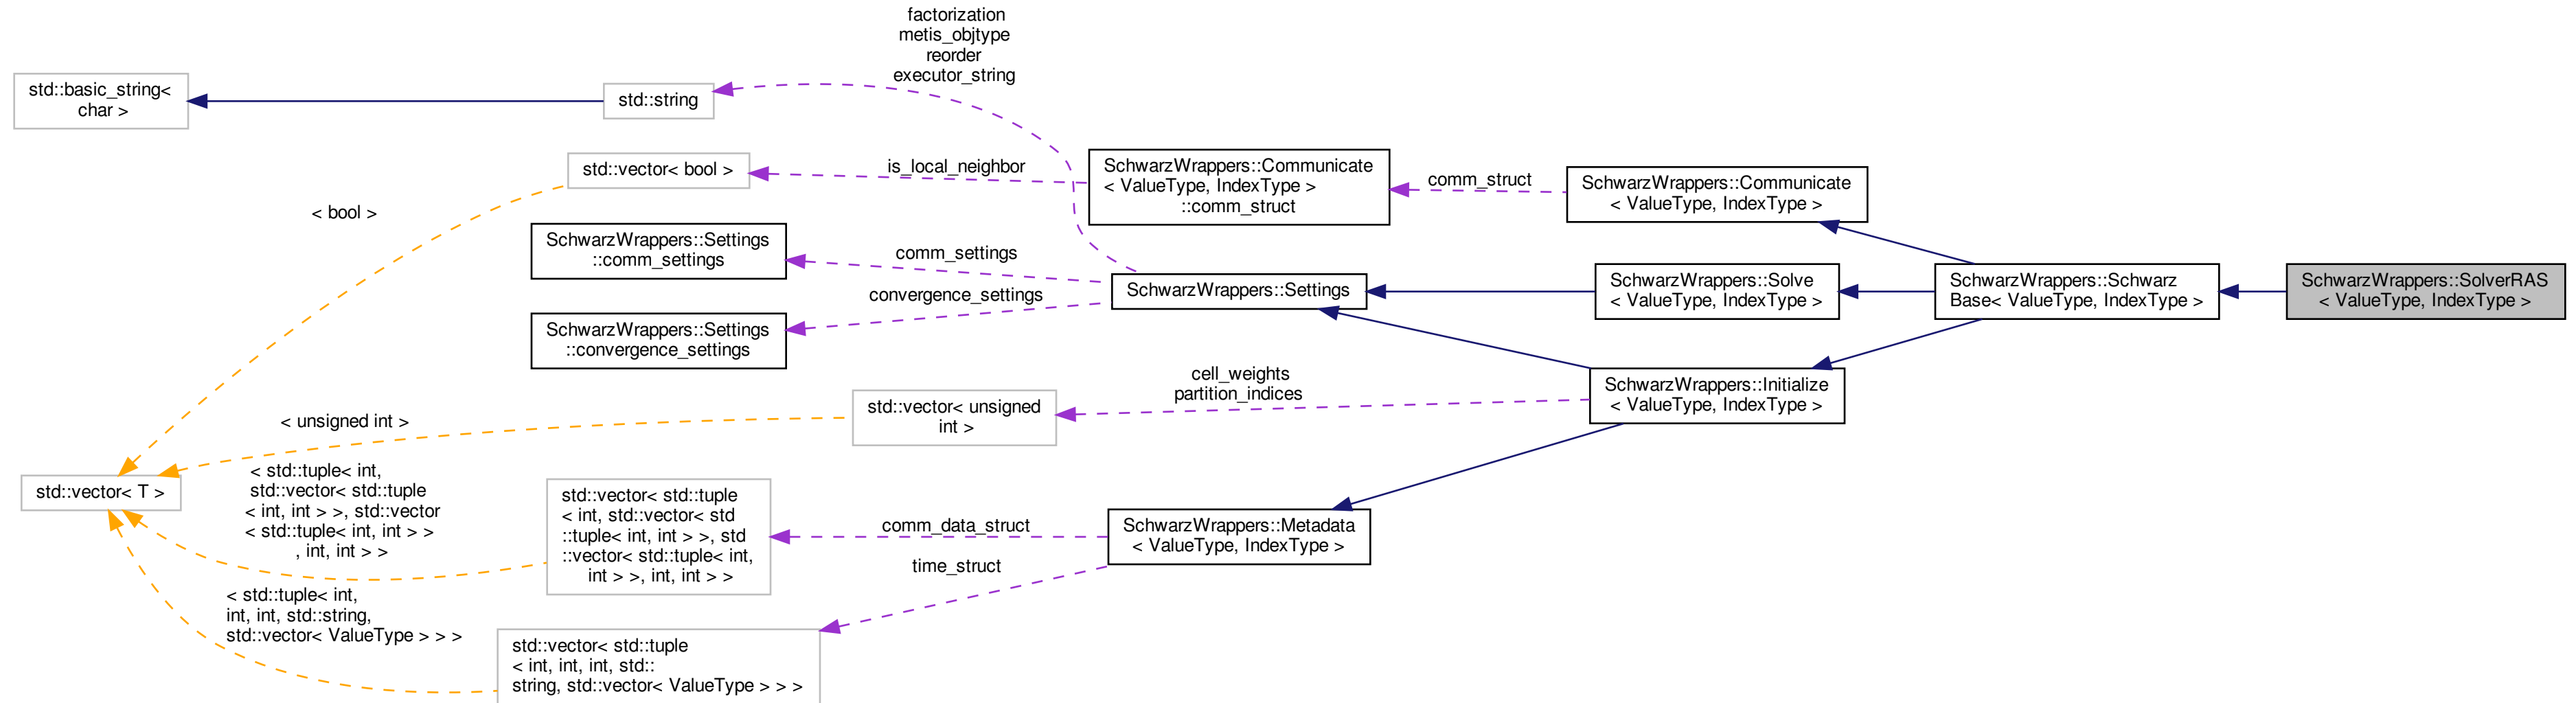 factorization
metis_objtype
reorder
executor_string
std::basic_string<
char >
std::string
std::vector< bool >
is_local_neighbor
SchwarzWrappers::Communicate
< ValueType, IndexType >
::comm_struct
comm_struct
SchwarzWrappers::Communicate
< ValueType, IndexType >
< bool >
SchwarzWrappers::Settings
::comm_settings
comm_settings
SchwarzWrappers::Settings
SchwarzWrappers::Solve
< ValueType, IndexType >
SchwarzWrappers::Schwarz
Base< ValueType, IndexType >
SchwarzWrappers::SolverRAS
< ValueType, IndexType >
convergence_settings
SchwarzWrappers::Settings
::convergence_settings
cell_weights
partition_indices
SchwarzWrappers::Initialize
< ValueType, IndexType >
std::vector< unsigned
int >
< unsigned int >
std::vector< T >
< std::tuple< int,
std::vector< std::tuple
< int, int > >, std::vector
< std::tuple< int, int > >
, int, int > >
std::vector< std::tuple
< int, std::vector< std
::tuple< int, int > >, std
::vector< std::tuple< int,
int > >, int, int > >
comm_data_struct
SchwarzWrappers::Metadata
< ValueType, IndexType >
time_struct
< std::tuple< int,
int, int, std::string,
std::vector< ValueType > > >
std::vector< std::tuple
< int, int, int, std::
string, std::vector< ValueType > > >